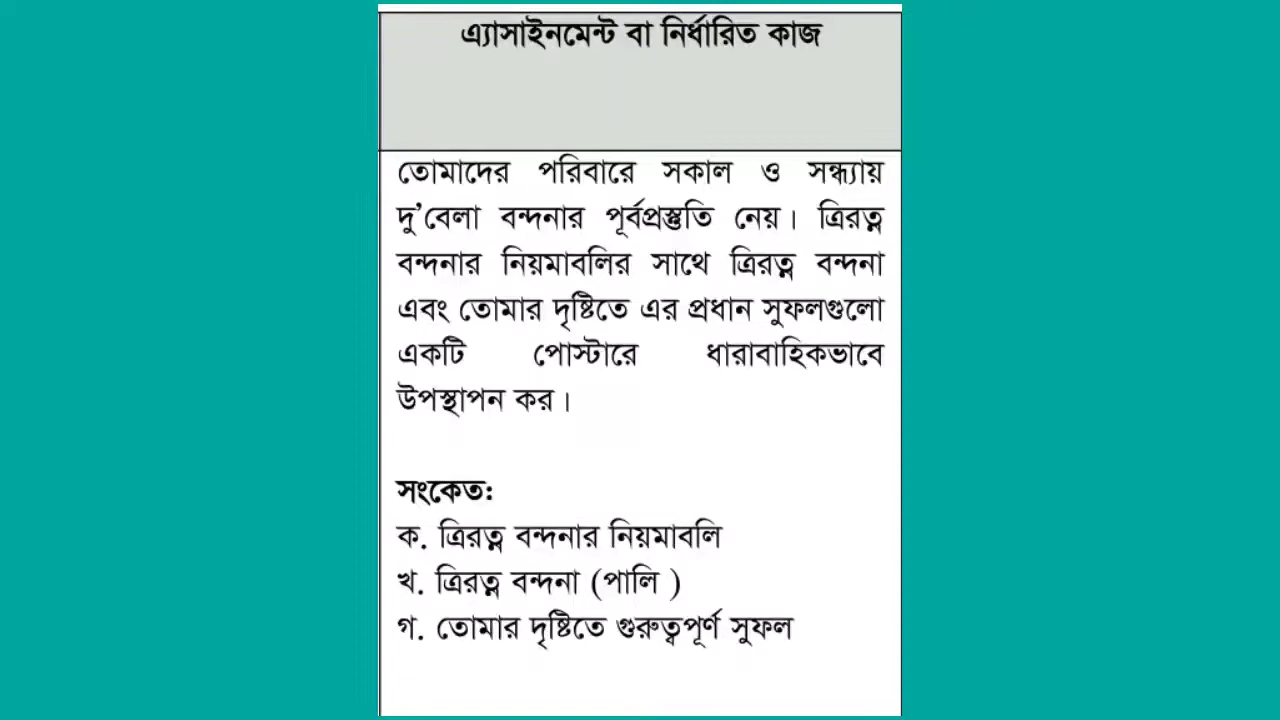 এ্যাসাইনমেন্ট বা নির্ধারিত কাজ
তোমাদের পরিবারে সকাল ও সন্ধ্যায়
দু’বেলা বন্দনার পূর্বপ্রস্তুতি নেয়। ত্রিরত্ন
বন্দনার নিয়মাবলির সাথে ত্রিরত্ন বন্দনা
এবং তোমার দৃষ্টিতে এর প্রধান সুফলগুলো
একটি পোস্টারে ধারাবাহিকভাবে
উপস্থাপন কর।
সংকেত:
ক. ত্রিরত্ন বন্দনার নিয়মাবলি
খ. ত্রিরত্ন বন্দনা (পালি )
গ. তোমার দৃষ্টিতে গুরুত্বপূর্ণ সুফল